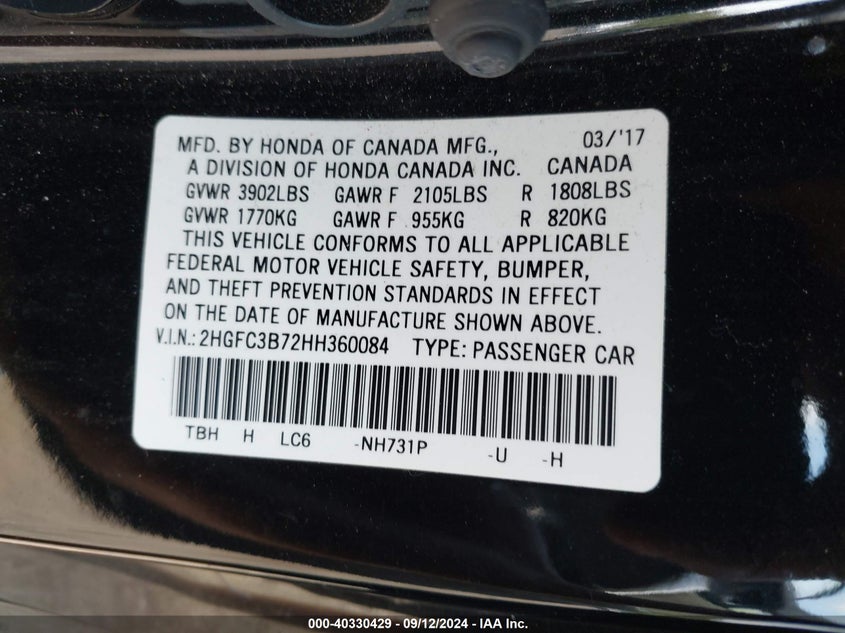 MFD. BY HONDA OF CANADA MFG., 03/'17
A DIVISION OF HONDA CANADA INC. CANADA
GVWR 3902LBS GAWR F 2105LBS R 1808LBS
GVWR 1770KG GAWR F 955KG R 820KG
THIS VEHICLE CONFORMS TO ALL APPLICABLE
FEDERAL MOTOR VEHICLE SAFETY, BUMPER,
AND THEFT PREVENTION STANDARDS IN EFFECT
ON THE DATE OF MANUFACTURE SHOWN ABOVE.
V.I.N.: 2HGFC3B72HH360084 TYPE: PASSENGER CAR
TBH H LC6 -NH731P -U -H
000-40330429 - 09/12/2024 - IAA Inc.